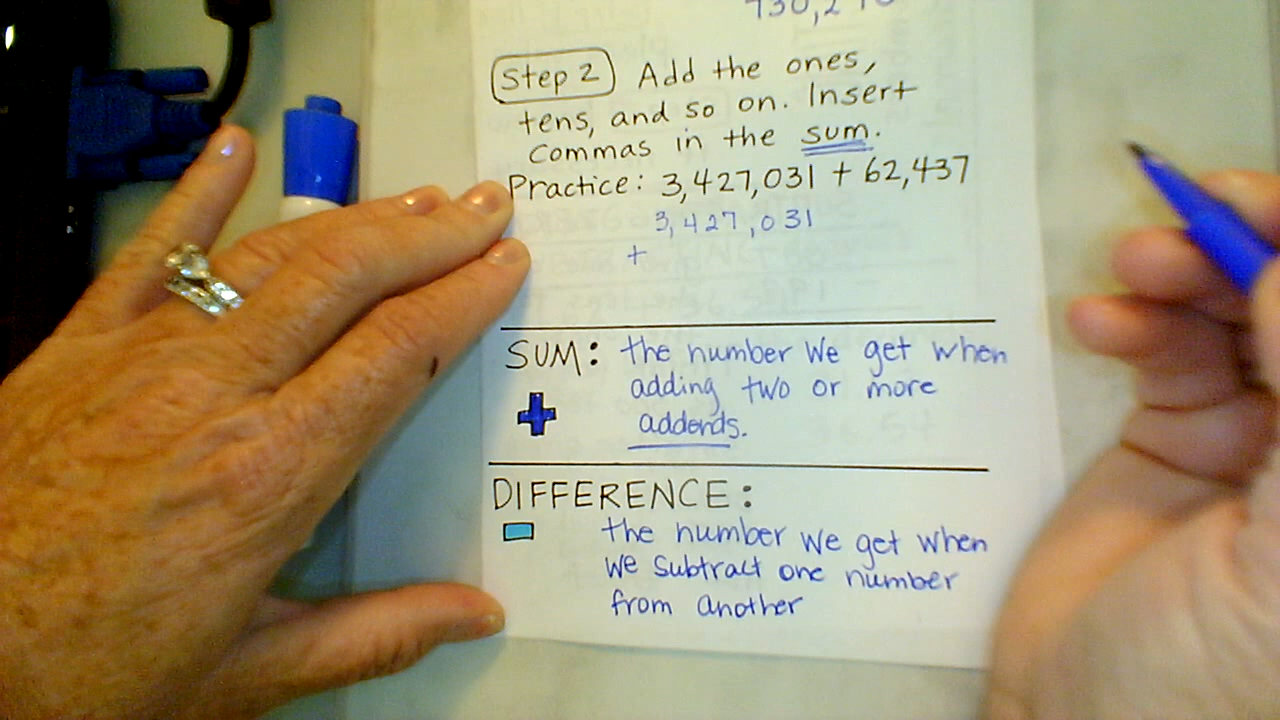 Step 2 Add the ones,
tens, and so on. Insert
commas in the sum.
Practice: 3,427,031 + 62,437
3,427,031
+
SUM: the number we get when
adding two or more
addends.
DIFFERENCE:
the number we get when
we subtract one number
from another